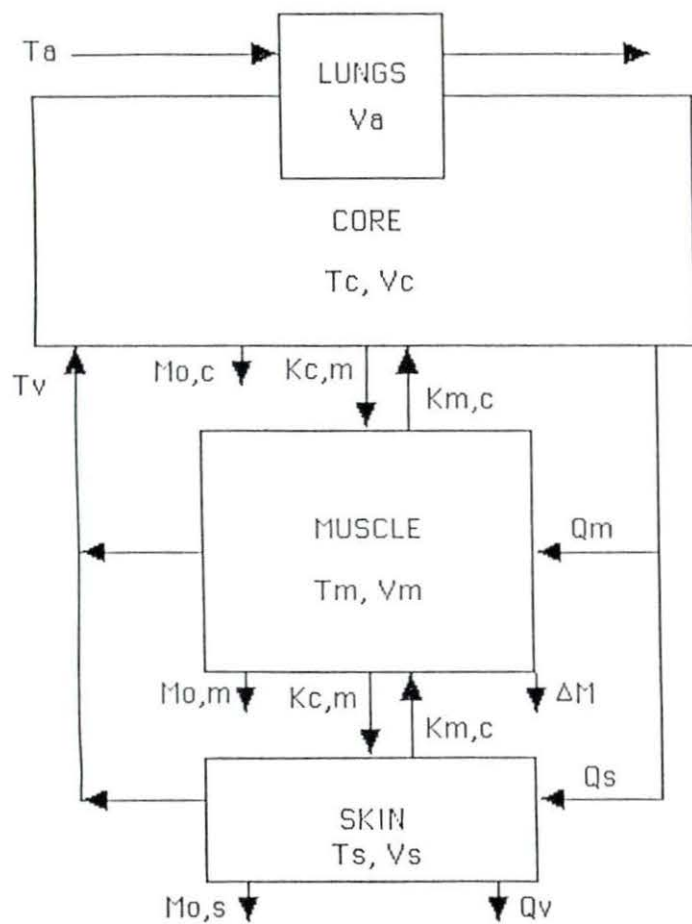 Ta
LUNGS
Va
CORE
Tc, Vc
Tv
Mo,c
Kc,m
Km,c
MUSCLE
Tm, Vm
Qm
Mo,m
Kc,m
Km,c
ΔM
SKIN
Ts, Vs
Qs
Mo,s
Qv